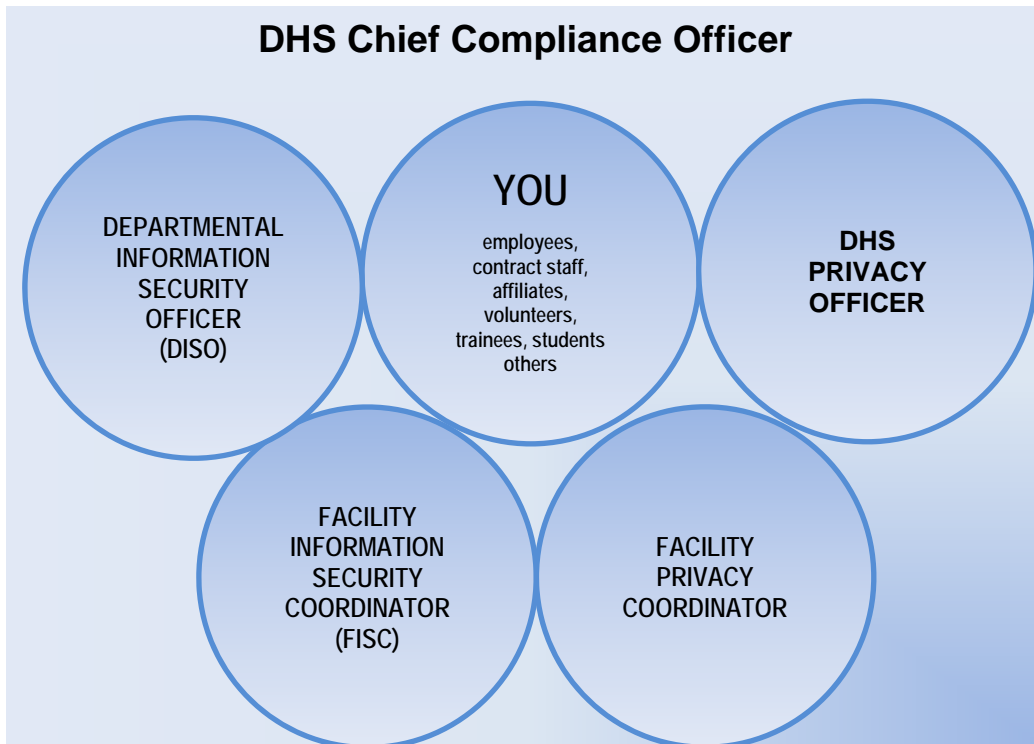 DHS Chief Compliance Officer
DEPARTMENTAL
INFORMATION
SECURITY
OFFICER
(DISO)
YOU
employees,
contract staff,
affiliates,
volunteers,
trainees, students
others
DHS
PRIVACY
OFFICER
FACILITY
INFORMATION
SECURITY
COORDINATOR
(FISC)
FACILITY
PRIVACY
COORDINATOR